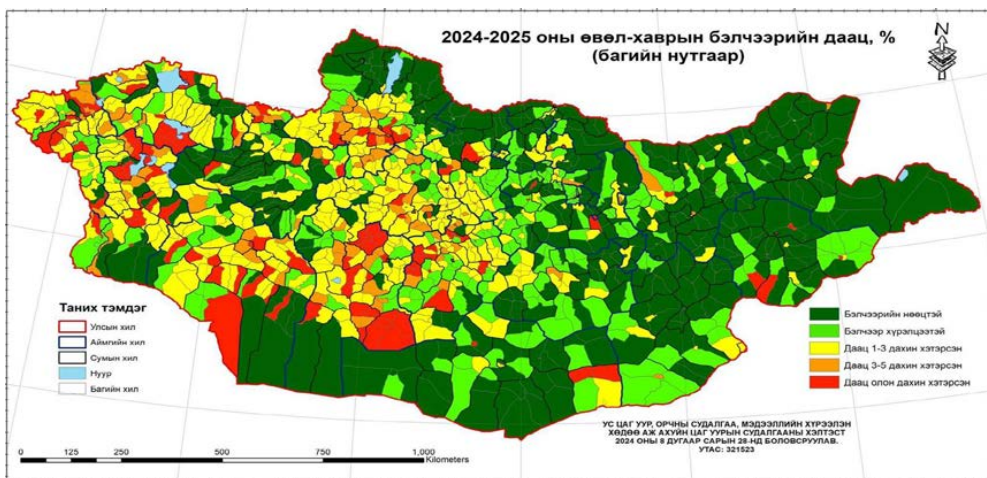 2024-2025 оны өвөл-хаврын бэлчээрийн даац, %
(багийн нутгаар)
N
Таних тэмдэг
Улсын хил
Аймгийн хил
Сумын хил
Нуур
Багийн хил
Бэлчээрийн нөөцтэй
Бэлчээр хүрэлцээтэй
Даац 1-3 дахин хэтэрсэн
Даац 3-5 дахин хэтэрсэн
Даац олон дахин хэтэрсэн
УС ЦАГ УУР, ОРЧНЫ СУДАЛГАА, МЭДЭЭЛЛИЙН ХҮРЭЭЛЭН
ХӨДӨӨ АЖ АХУЙН ЦАГ УУРЫН СУДАЛГААНЫ ХЭЛТЭСТ
2024 ОНЫ 8 ДУГААР САРЫН 28-НД БОЛОВСРУУЛАВ.
УТАС: 321523
0 125 250 500 750 1,000
Kilometers